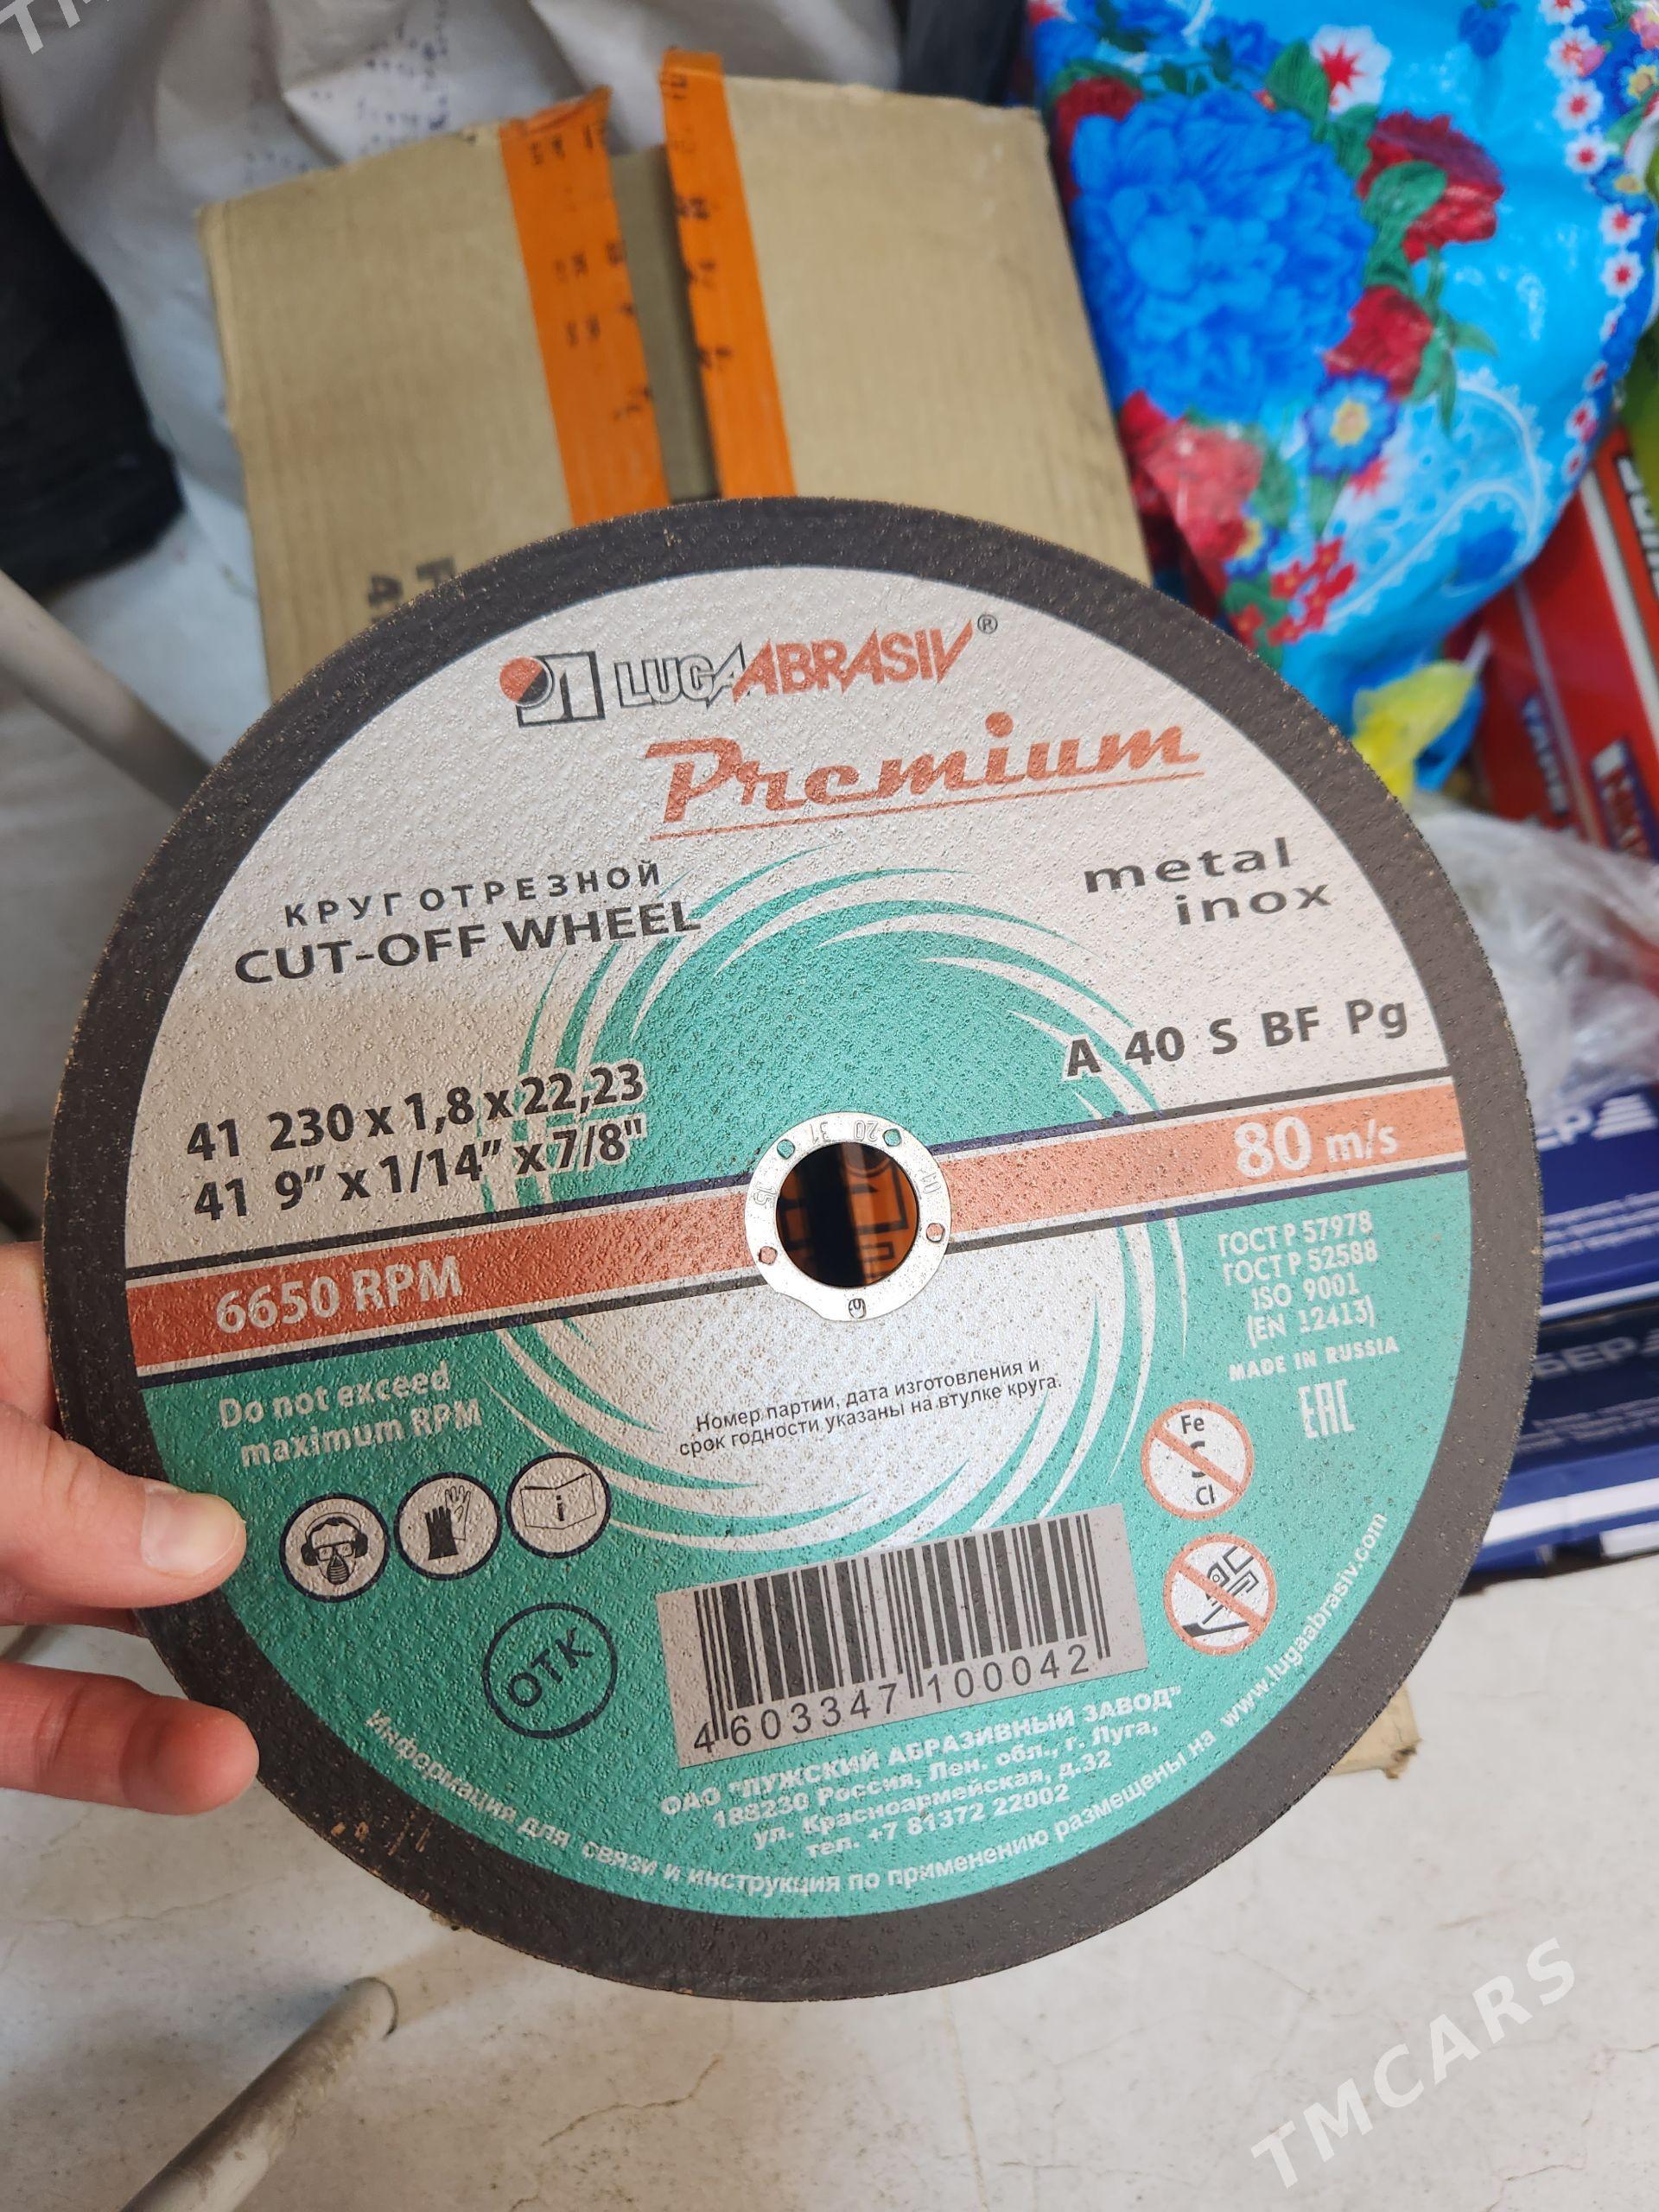 LUGAABRASIV®
Premium
КРУГ ОТРЕЗНОЙ
CUT-OFF WHEEL
metal
inox
A 40 S BF Pg
41 230 x 1,8 x 22,23
41 9” x 1/14” x 7/8"
80 m/s
6650 RPM
Do not exceed
maximum RPM
ГОСТ Р 57978
ГОСТ Р 52588
ISO 9001
(EN 12413)
MADE IN RUSSIA
EAC
Номер партии, дата изготовления и
срок годности указаны на втулке круга.
Fe
S
Cl
ОТК
4603347100042
ОАО "ЛУЖСКИЙ АБРАЗИВНЫЙ ЗАВОД"
188230 Россия, Лен. обл., г. Луга,
ул. Красноармейская, д.32
тел. +7 81372 22002
Информация для связи и инструкция по применению размещены на www.lugaabrasiv.com
TMCARS